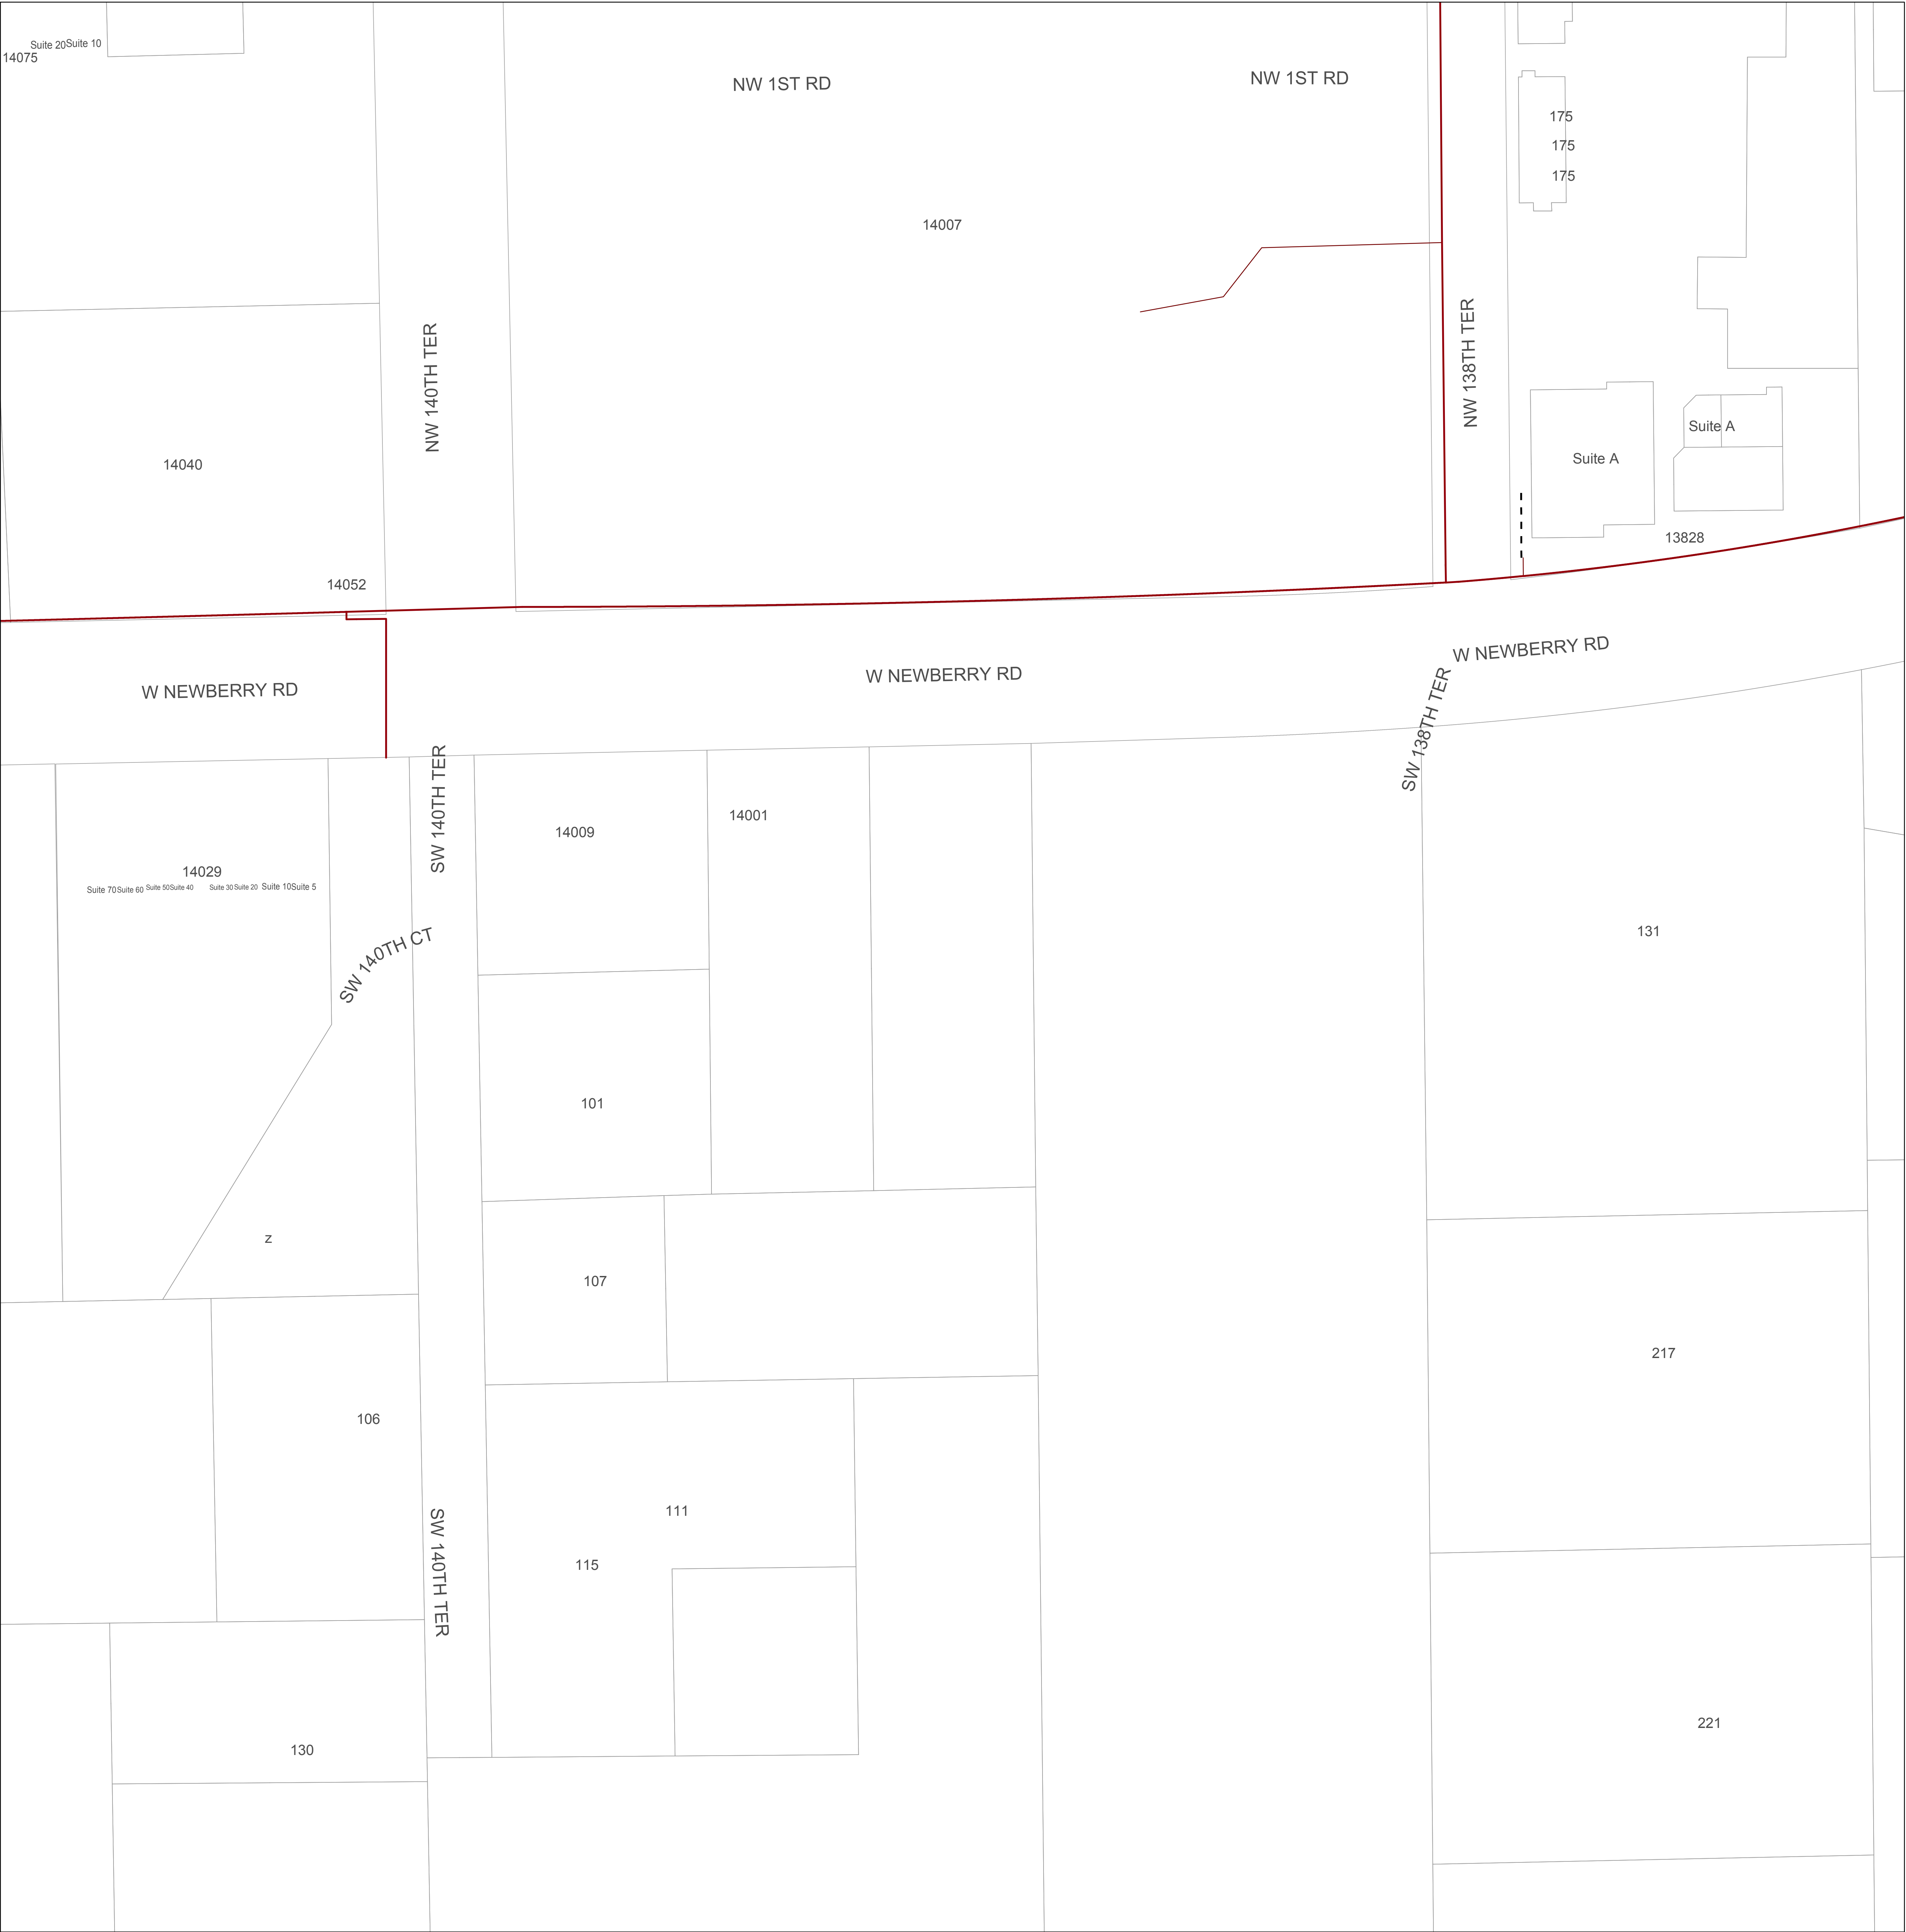 Suite 20 Suite 10
14075
NW 1ST RD
NW 1ST RD
175
175
175
14007
NW 140TH TER
NW 138TH TER
Suite A
Suite A
14040
13828
14052
W NEWBERRY RD
W NEWBERRY RD
W NEWBERRY RD
SW 138TH TER
SW 140TH TER
14009
14001
14029
Suite 70 Suite 60 Suite 50 Suite 40 Suite 30 Suite 20 Suite 10 Suite 5
SW 140TH CT
131
101
z
107
217
106
111
115
SW 140TH TER
221
130